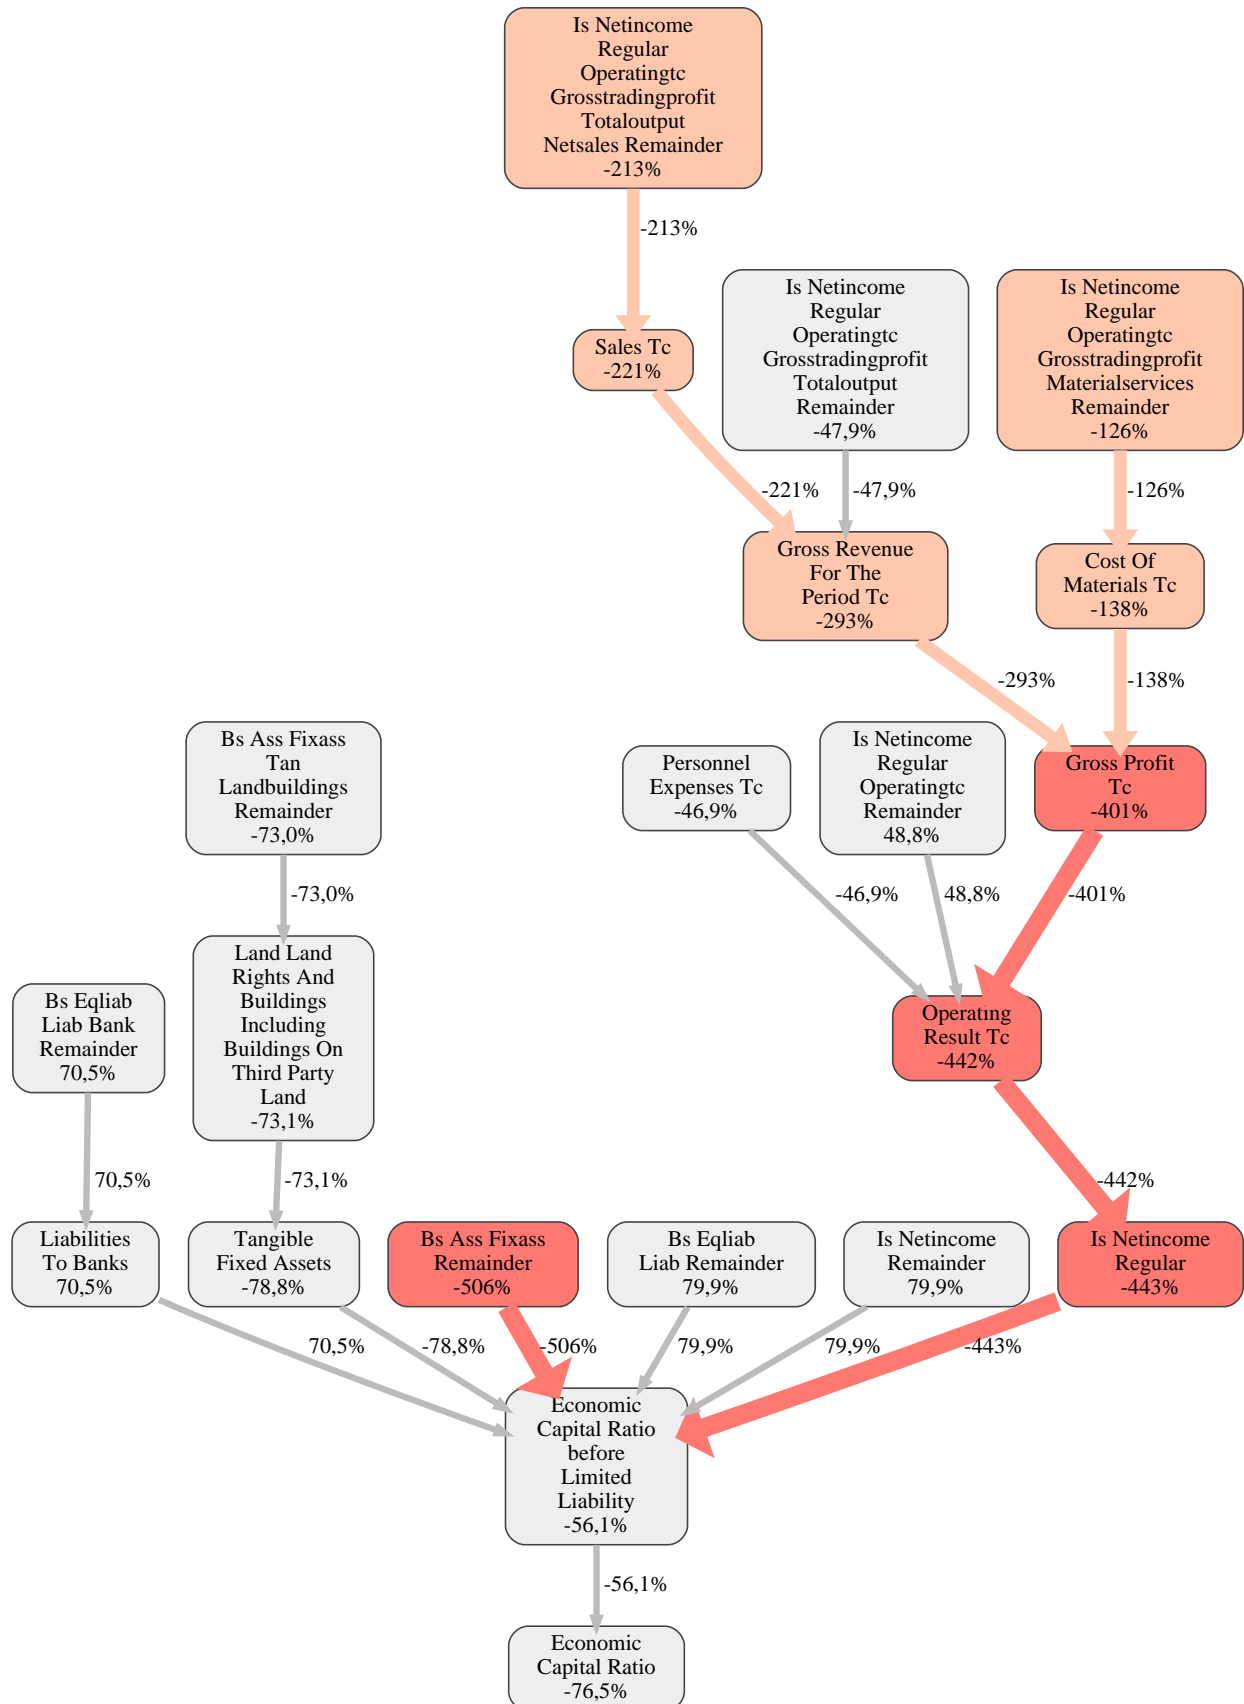 Is Netincome
Regular
Operatingtc
Grosstradingprofit
Totaloutput
Netsales Remainder
-213%
-213%
Is Netincome
Regular
Operatingtc
Grosstradingprofit
Totaloutput
Remainder
-47,9%
Is Netincome
Regular
Operatingtc
Grosstradingprofit
Materialservices
Remainder
-126%
Sales Tc
-221%
-221%
-47,9%
-126%
Gross Revenue
For The
Period Tc
-293%
Cost Of
Materials Tc
-138%
-293%
-138%
Bs Ass Fixass
Tan
Landbuildings
Remainder
-73,0%
Personnel
Expenses Tc
-46,9%
Is Netincome
Regular
Operatingtc
Remainder
48,8%
Gross Profit
Tc
-401%
-73,0%
-46,9%
48,8%
-401%
Bs Eqliab
Liab Bank
Remainder
70,5%
Land Land
Rights And
Buildings
Including
Buildings On
Third Party
Land
-73,1%
Operating
Result Tc
-442%
70,5%
-73,1%
-442%
Liabilities
To Banks
70,5%
Tangible
Fixed Assets
-78,8%
Bs Ass Fixass
Remainder
-506%
Bs Eqliab
Liab Remainder
79,9%
Is Netincome
Remainder
79,9%
Is Netincome
Regular
-443%
70,5%
-78,8%
-506%
79,9%
79,9%
-443%
Economic
Capital Ratio
before
Limited
Liability
-56,1%
-56,1%
Economic
Capital Ratio
-76,5%